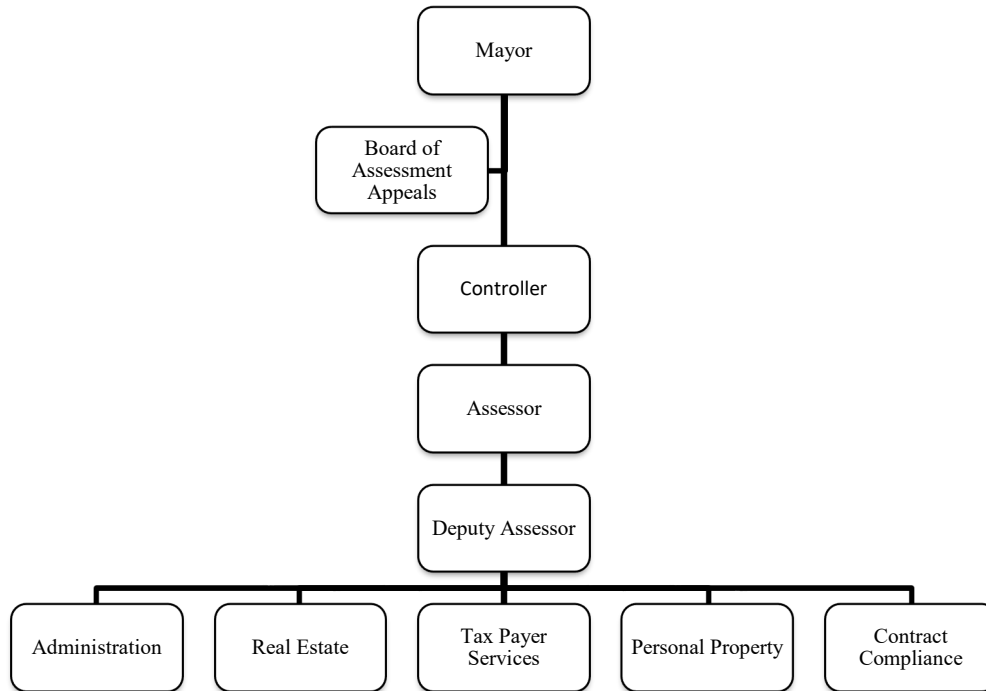 Mayor
Board of
Assessment
Appeals
Controller
Assessor
Deputy Assessor
Administration
Real Estate
Tax Payer
Services
Personal Property
Contract
Compliance